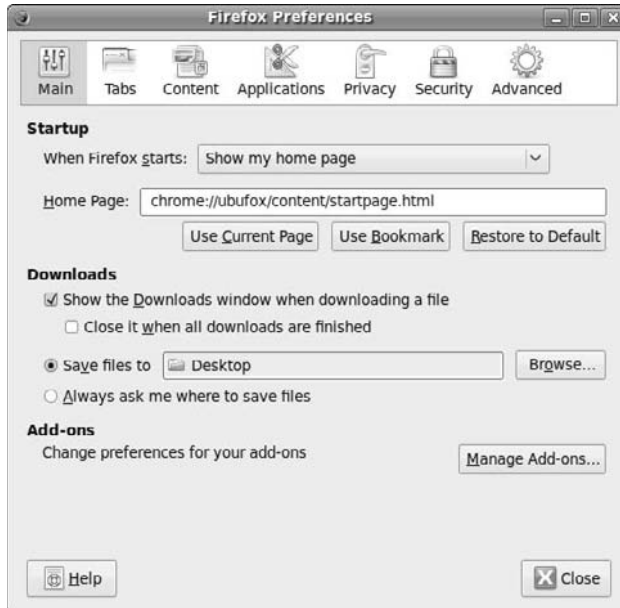 Firefox Preferences
Main Tabs Content Applications Privacy Security Advanced
Startup
When Firefox starts: Show my home page
Home Page: chrome://ubufox/content/startpage.html
Use Current Page Use Bookmark Restore to Default
Downloads
Show the Downloads window when downloading a file
Close it when all downloads are finished
Save files to Desktop Browse...
Always ask me where to save files
Add-ons
Change preferences for your add-ons
Manage Add-ons...
Help Close